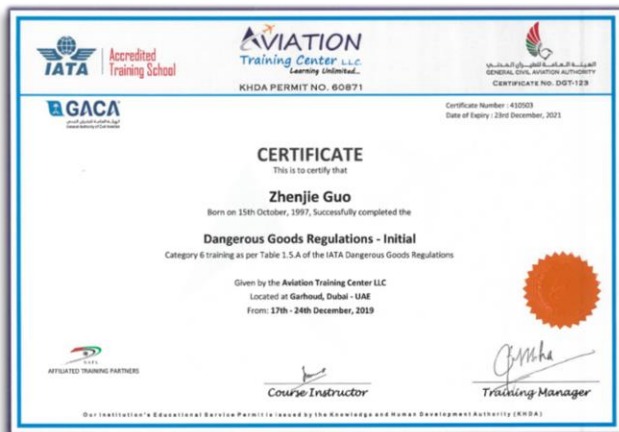 IATA
Accredited
Training School
AVIATION
Training Center L.L.C.
Learning Unlimited...
KHDA PERMIT NO. 60871
الهيئة العامة للطيران المدني
GENERAL CIVIL AVIATION AUTHORITY
CERTIFICATE NO. DGT-123
GACA
Certificate Number : 410503
Date of Expiry : 23rd December, 2021
CERTIFICATE
This is to certify that
Zhenjie Guo
Born on 15th October, 1997, Successfully completed the
Dangerous Goods Regulations - Initial
Category 6 training as per Table 1.5.A of the IATA Dangerous Goods Regulations
Given by the Aviation Training Center LLC
Located at Garhoud, Dubai - UAE
From: 17th - 24th December, 2019
AFFILIATED TRAINING PARTNERS
Course Instructor
Training Manager
Our Institution's Educational Service Permit is issued by the Knowledge and Human Development Authority (KHDA)